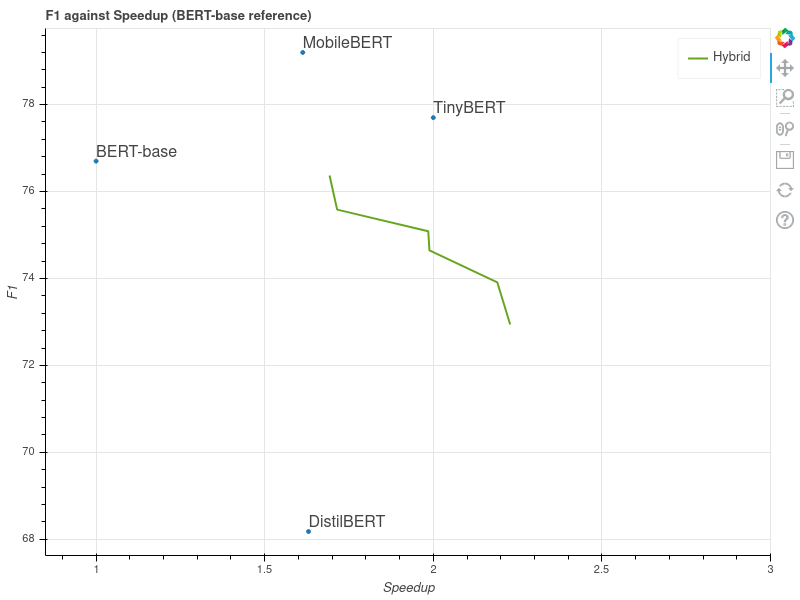 F1 against Speedup (BERT-base reference)
MobileBERT
Hybrid
78
TinyBERT
BERT-base
76
74
F1
72
70
DistilBERT
68
1
1.5
2
2.5
3
Speedup